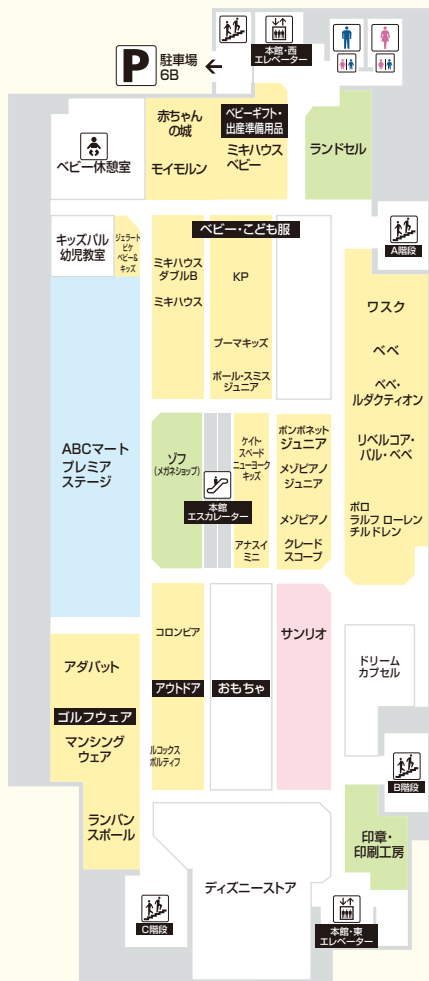 P
駐車場
6B
本館・西
エレベーター
赤ちゃん
の城
モイモルン
ベビーギフト・
出産準備用品
ミキハウス
ベビー
ランドセル
ベビー休憩室
A階段
キッズパル
幼児教室
ジェラート
ピケ
ベビー&
キッズ
ベビー・こども服
ミキハウス
ダブルB
ミキハウス
KP
プーマキッズ
ポール・スミス
ジュニア
ワスク
べべ
べべ・
ルダクティオン
リベルコア・
パル・べべ
ポロ
ラルフ ローレン
チルドレン
ABCマート
プレミア
ステージ
ゾフ
(メガネショップ)
本館
エスカレーター
ケイト・
スペード
ニューヨーク
キッズ
アナスイ
ミニ
ポンポネット
ジュニア
メゾピアノ
ジュニア
メゾピアノ
クレード
スコープ
コロンビア
アウトドア
ルコックス
ポルティフ
おもちゃ
サンリオ
ドリーム
カプセル
アダバット
ゴルフウェア
マンシング
ウェア
ランバン
スポール
B階段
印章・
印刷工房
ディズニーストア
C階段
本館・東
エレベーター